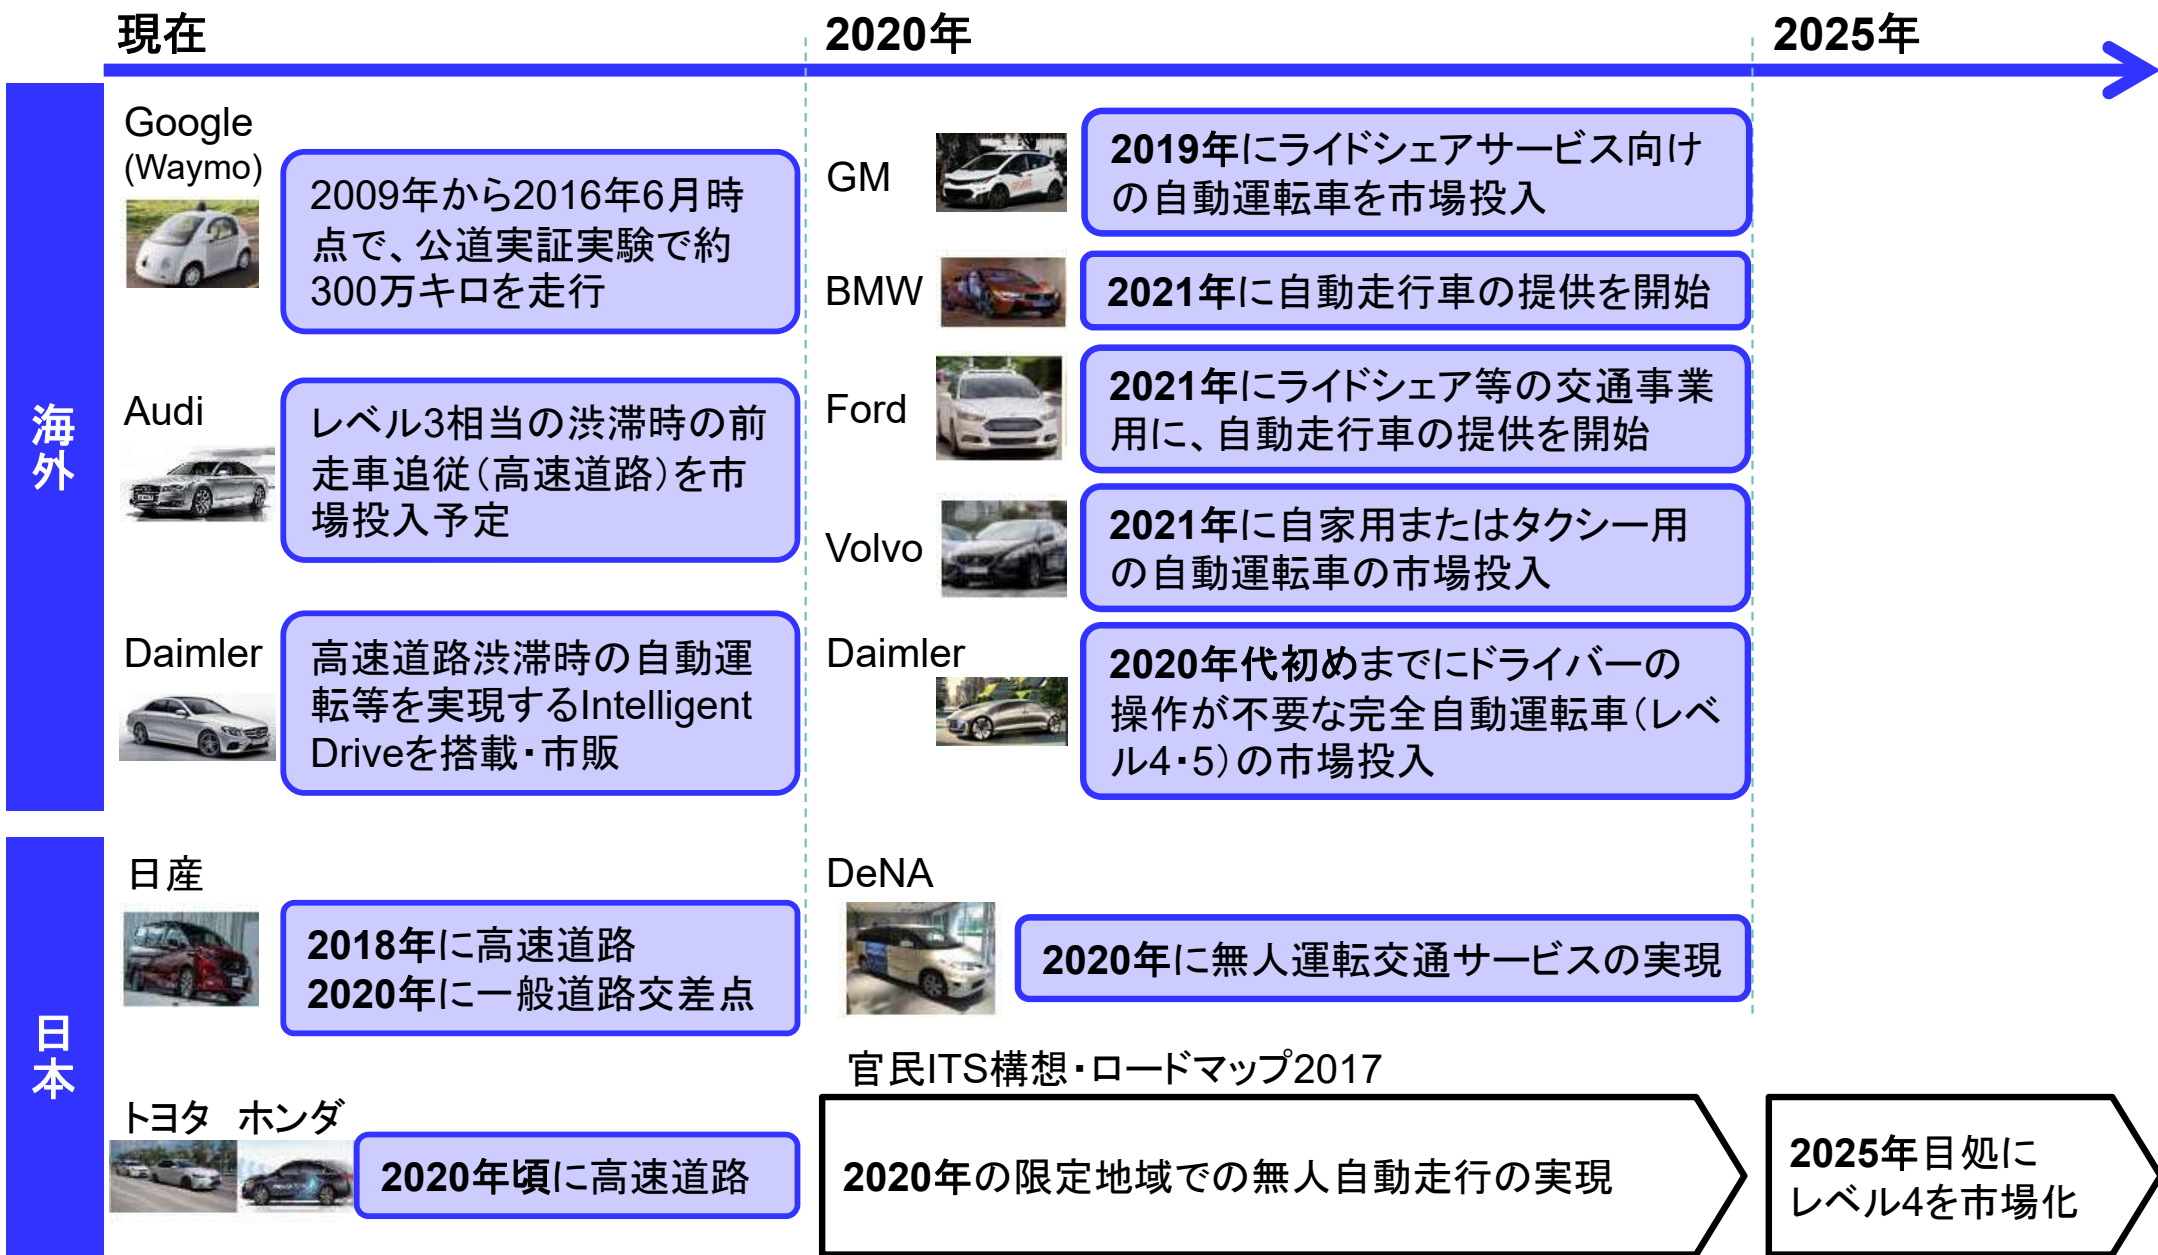 現在
2020年
2025年
海外
Google
(Waymo)
2009年から2016年6月時
点で、公道実証実験で約
300万キロを走行
Audi
レベル3相当の渋滞時の前
走車追従（高速道路）を市
場投入予定
Daimler
高速道路渋滞時の自動運
転等を実現するIntelligent
Driveを搭載・市販
GM
2019年にライドシェアサービス向け
の自動運転車を市場投入
BMW
2021年に自動走行車の提供を開始
Ford
2021年にライドシェア等の交通事業
用に、自動走行車の提供を開始
Volvo
2021年に自家用またはタクシー用
の自動運転車の市場投入
Daimler
2020年代初めまでにドライバーの
操作が不要な完全自動運転車（レベ
ル4・5）の市場投入
日本
日産
2018年に高速道路
2020年に一般道路交差点
トヨタ ホンダ
2020年頃に高速道路
DeNA
2020年に無人運転交通サービスの実現
官民ITS構想・ロードマップ2017
2020年の限定地域での無人自動走行の実現
2025年目処に
レベル4を市場化